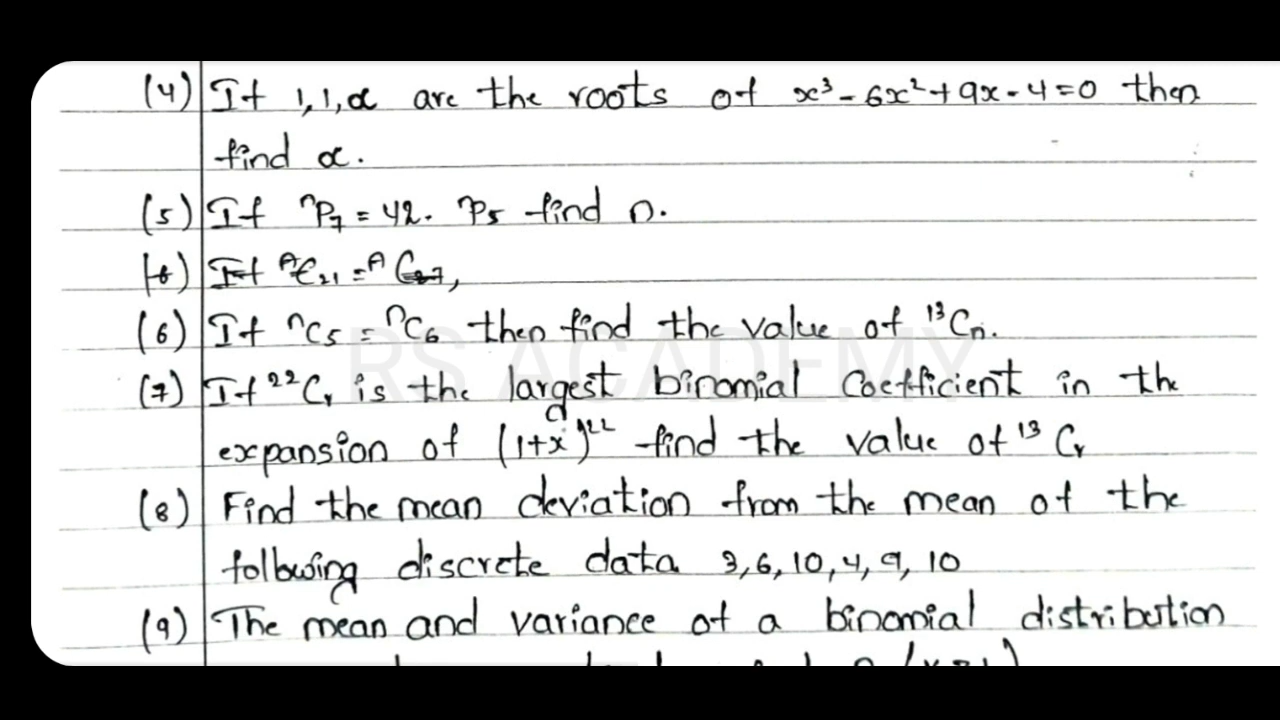 (4) If 1,1,α are the roots of x³-6x²+9x-4=0 then
find α.
(5) If ⁿP₇ = 42. ⁿP₅ find n.
(6) If ⁿC₅ = ⁿC₆ then find the value of ¹³Cₙ.
(7) If ²²Cᵣ is the largest binomial Coefficient in the
expansion of (1+x)²² find the value of ¹³Cᵣ
(8) Find the mean deviation from the mean of the
following discrete data 3,6,10,4,9,10
(9) The mean and variance of a binomial distribution
RS ACADEMY